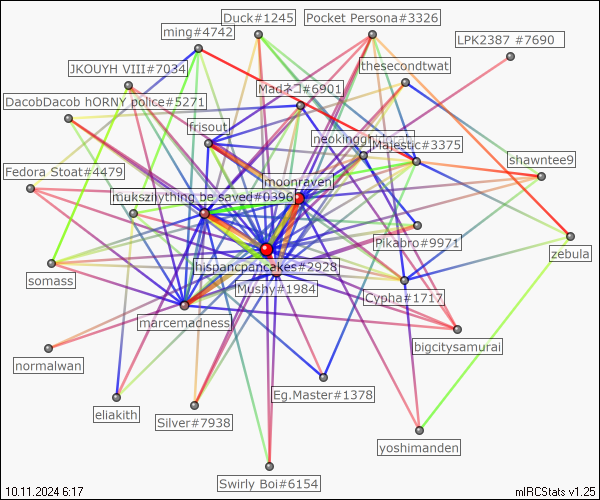 Duck#1245
Pocket Persona#3326
ming#4742
LPK2387 #7690
thesecondtwat
JKOUYH VIII#7034
Madネコ#6901
DacobDacob hORNY police#5271
frisout
Majestic#3375
shawntee9
Fedora Stoat#4479
moonraven
be saved#0396
Pikabro#9971
zebula
somass
hispancpancakes#2928
Mushy#1984
Cypha#1717
marcemadness
bigcitysamurai
normalwan
Eg.Master#1378
eliakith
Silver#7938
yoshimanden
Swirly Boi#6154
10.11.2024 6:17
mIRCStats v1.25